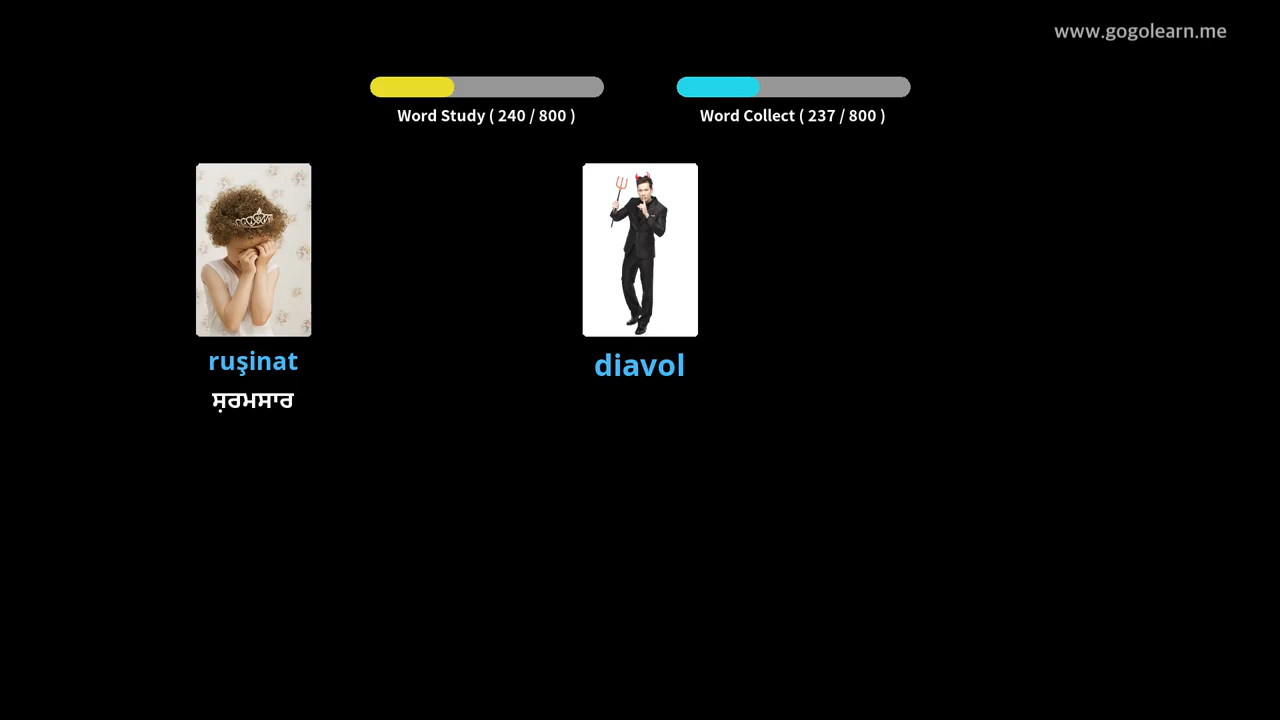 www.gogolearn.me
Word Study ( 240 / 800 )
Word Collect ( 237 / 800 )
ruşinat
diavol
ਸ਼ਰਮਸਾਰ